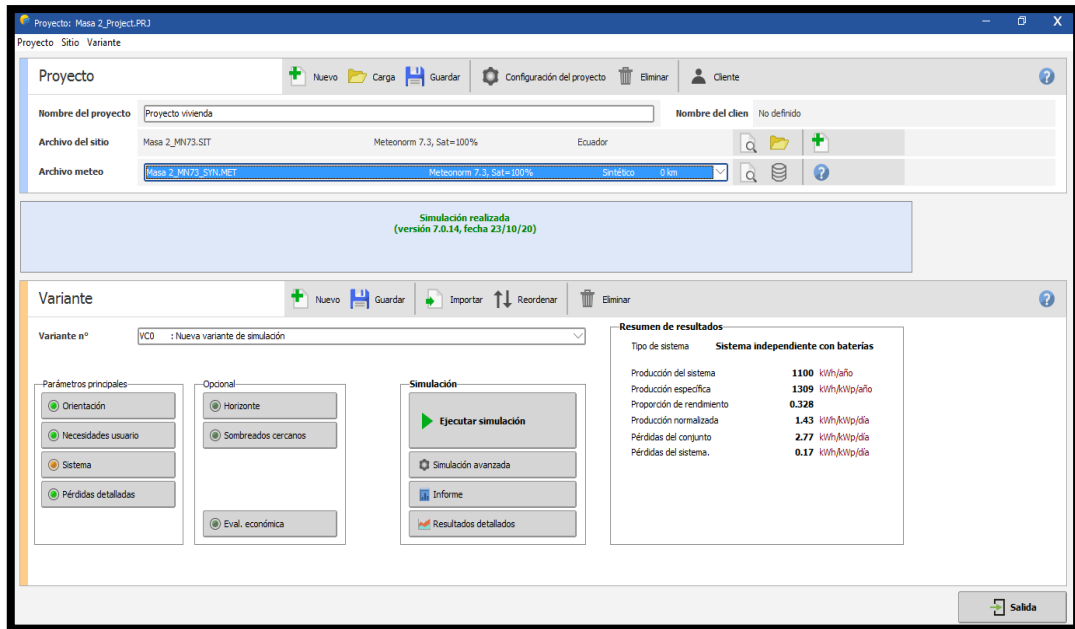 Proyecto: Masa 2_Project.PRJ
Proyecto Sitio Variante
Proyecto
Nuevo Carga Guardar Configuración del proyecto Eliminar Cliente
Nombre del proyecto Proyecto vivienda Nombre del clien No definido
Archivo del sitio Masa 2_MN73.SIT Meteonorm 7.3, Sat=100% Ecuador
Archivo meteo Masa 2_MN73_SYN.MET Meteonorm 7.3, Sat=100% Sintético 0 km
Simulación realizada
(versión 7.0.14, fecha 23/10/20)
Variante
Nuevo Guardar Importar Reordenar Eliminar
Variante n° VC0 : Nueva variante de simulación
Parámetros principales
Orientación
Necesidades usuario
Sistema
Pérdidas detalladas
Opcional
Horizonte
Sombreados cercanos
Eval. económica
Simulación
Ejecutar simulación
Simulación avanzada
Informe
Resultados detallados
Resumen de resultados
Tipo de sistema Sistema independiente con baterías
Producción del sistema 1100 kWh/año
Producción específica 1309 kWh/kWp/año
Proporción de rendimiento 0.328
Producción normalizada 1.43 kWh/kWp/día
Pérdidas del conjunto 2.77 kWh/kWp/día
Pérdidas del sistema. 0.17 kWh/kWp/día
Salida